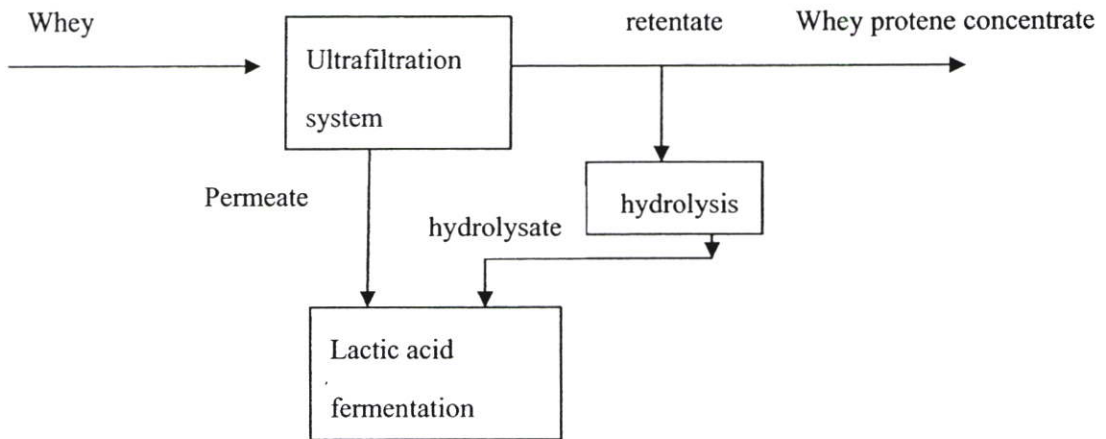 Whey
retentate
Whey protene concentrate
Ultrafiltration
system
Permeate
hydrolysis
hydrolysate
Lactic acid
fermentation